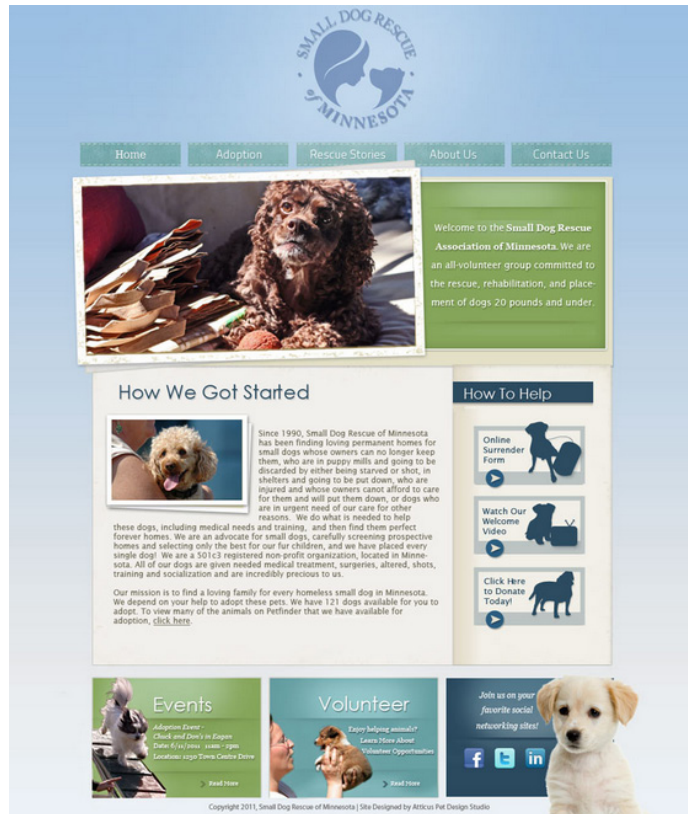 SMALL DOG RESCUE
of MINNESOTA
Home
Adoption
Rescue Stories
About Us
Contact Us
Welcome to the Small Dog Rescue
Association of Minnesota. We are
an all-volunteer group committed to
the rescue, rehabilitation, and place-
ment of dogs 20 pounds and under.
How We Got Started
Since 1990, Small Dog Rescue of Minnesota
has been finding loving permanent homes for
small dogs whose owners can no longer keep
them, who are in puppy mills and going to be
discarded by either being starved or shot, in
shelters and going to be put down, who are
injured and whose owners canot afford to care
for them and will put them down, or dogs who
are in urgent need of our care for other
reasons. We do what is needed to help
these dogs, including medical needs and training, and then find them perfect
forever homes. We are an advocate for small dogs, carefully screening prospective
homes and selecting only the best for our fur children, and we have placed every
single dog! We are a 501c3 registered non-profit organization, located in Minne-
sota. All of our dogs are given needed medical treatment, surgeries, altered, shots,
training and socialization and are incredibly precious to us.
Our mission is to find a loving family for every homeless small dog in Minnesota.
We depend on your help to adopt these pets. We have 121 dogs available for you to
adopt. To view many of the animals on Petfinder that we have available for
adoption, click here.
How To Help
Online
Surrender
Form
Watch Our
Welcome
Video
Click Here
to Donate
Today!
Events
Adoption Event -
Chuck and Don's in Eagan
Date: 6/11/2011 11am - 2pm
Location: 1250 Town Centre Drive
Read More
Volunteer
Enjoy helping animals?
Learn More About
Volunteer Opportunities
Read More
Join us on your
favorite social
networking sites!
f
t
in
Copyright 2011, Small Dog Rescue of Minnesota | Site Designed by Atticus Pet Design Studio